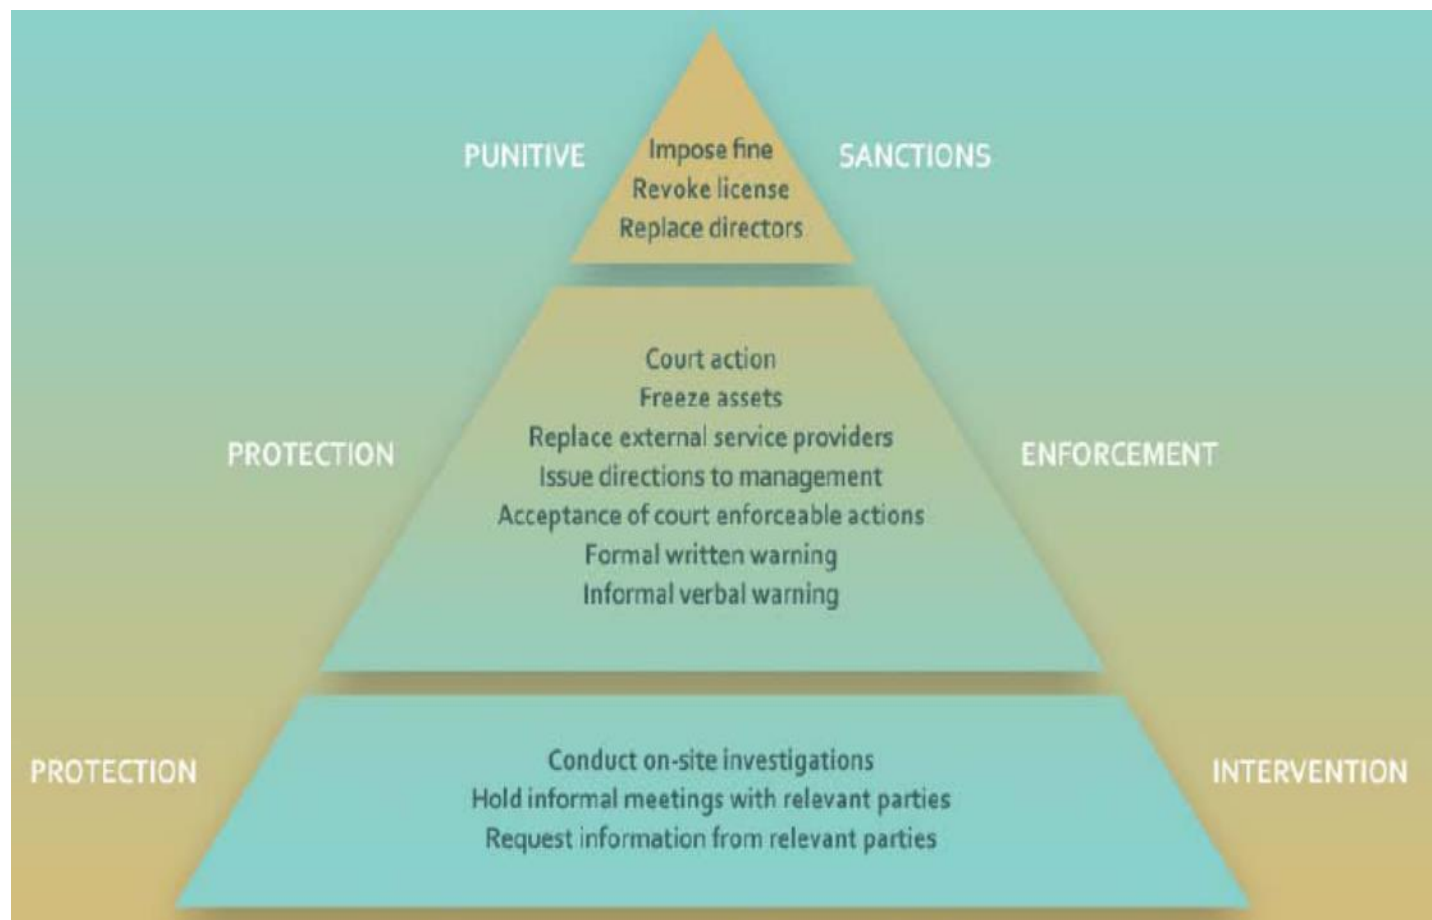 PUNITIVE
Impose fine
Revoke license
Replace directors
SANCTIONS
PROTECTION
Court action
Freeze assets
Replace external service providers
Issue directions to management
Acceptance of court enforceable actions
Formal written warning
Informal verbal warning
ENFORCEMENT
PROTECTION
Conduct on-site investigations
Hold informal meetings with relevant parties
Request information from relevant parties
INTERVENTION